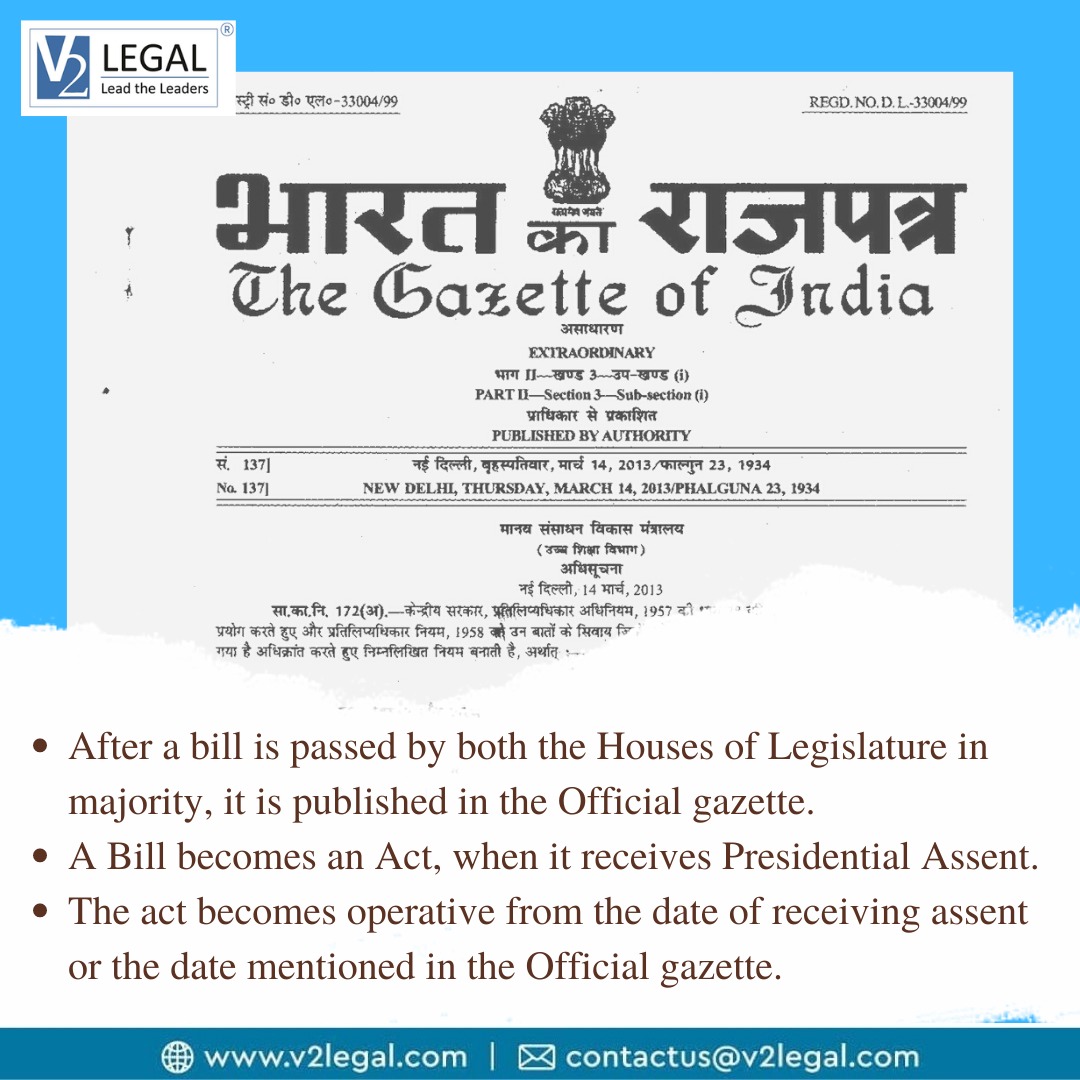 V2 LEGAL ®
Lead the Leaders
स्ट्री सं० डी० एल०-33004/99
REGD. NO. D. L.-33004/99
सत्यमेव जयते
भारत का राजपत्र
The Gazette of India
असाधारण
EXTRAORDINARY
भाग II—खण्ड 3—उप-खण्ड (i)
PART II—Section 3—Sub-section (i)
प्राधिकार से प्रकाशित
PUBLISHED BY AUTHORITY
सं. 137] नई दिल्ली, बृहस्पतिवार, मार्च 14, 2013/फाल्गुन 23, 1934
No. 137] NEW DELHI, THURSDAY, MARCH 14, 2013/PHALGUNA 23, 1934
मानव संसाधन विकास मंत्रालय
(उच्च शिक्षा विभाग)
अधिसूचना
नई दिल्ली, 14 मार्च, 2013
सा.का.नि. 172(अ).—केन्द्रीय सरकार, प्रतिलिप्यधिकार अधिनियम, 1957 की
प्रयोग करते हुए और प्रतिलिप्यधिकार नियम, 1958 को उन बातों के सिवाय
गया है अधिक्रांत करते हुए निम्नलिखित नियम बनाती है, अर्थात् :—
• After a bill is passed by both the Houses of Legislature in
majority, it is published in the Official gazette.
• A Bill becomes an Act, when it receives Presidential Assent.
• The act becomes operative from the date of receiving assent
or the date mentioned in the Official gazette.
www.v2legal.com | contactus@v2legal.com